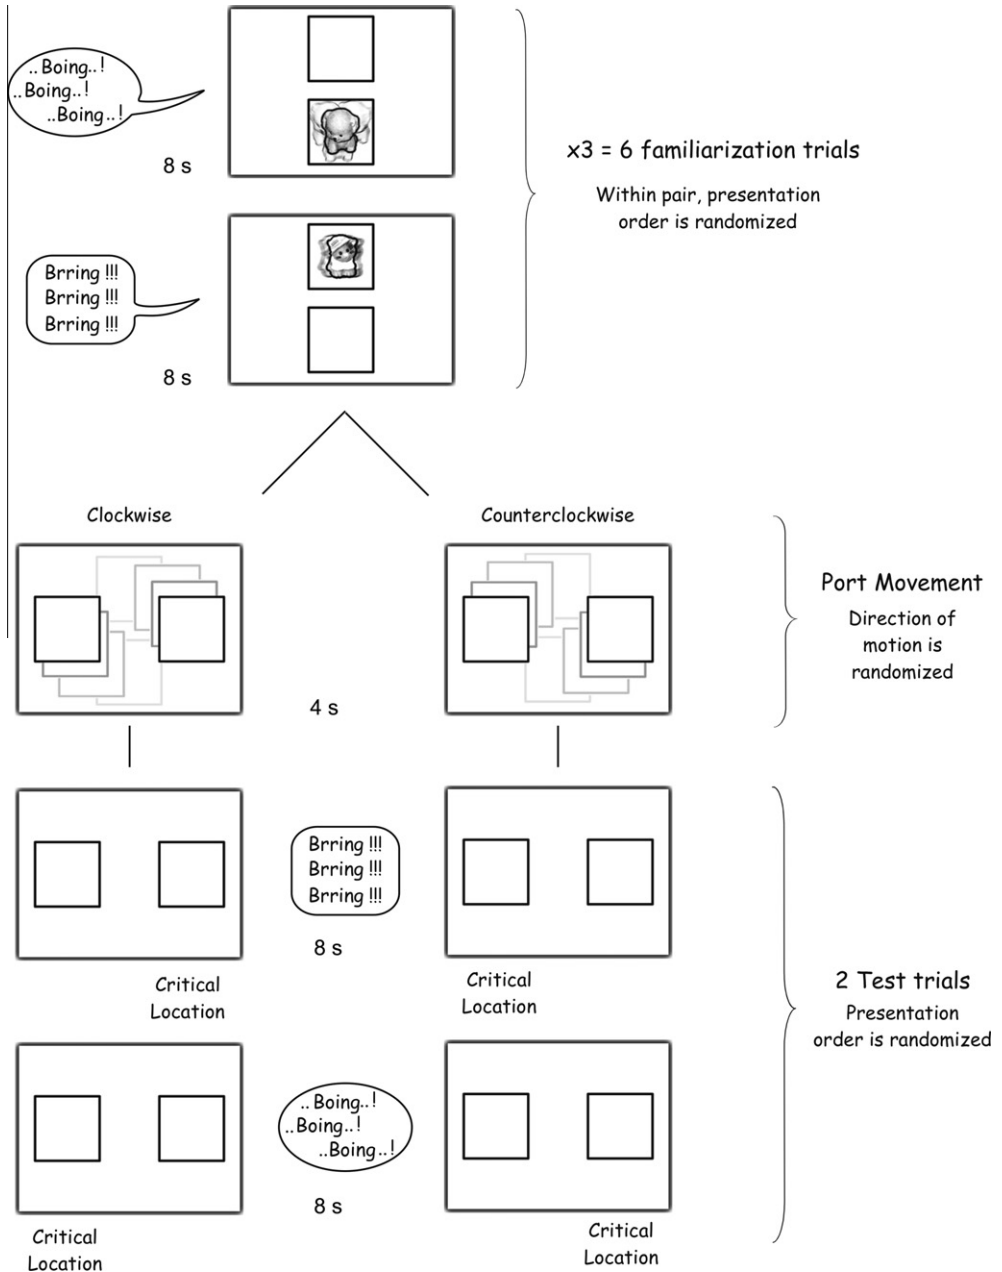 ..Boing..!
..Boing..!
..Boing..!
8 s
x3 = 6 familiarization trials
Within pair, presentation
order is randomized
Brring !!!
Brring !!!
Brring !!!
8 s
Clockwise
Counterclockwise
4 s
Port Movement
Direction of
motion is
randomized
Brring !!!
Brring !!!
Brring !!!
8 s
Critical
Location
Critical
Location
2 Test trials
Presentation
order is randomized
..Boing..!
..Boing..!
..Boing..!
8 s
Critical
Location
Critical
Location